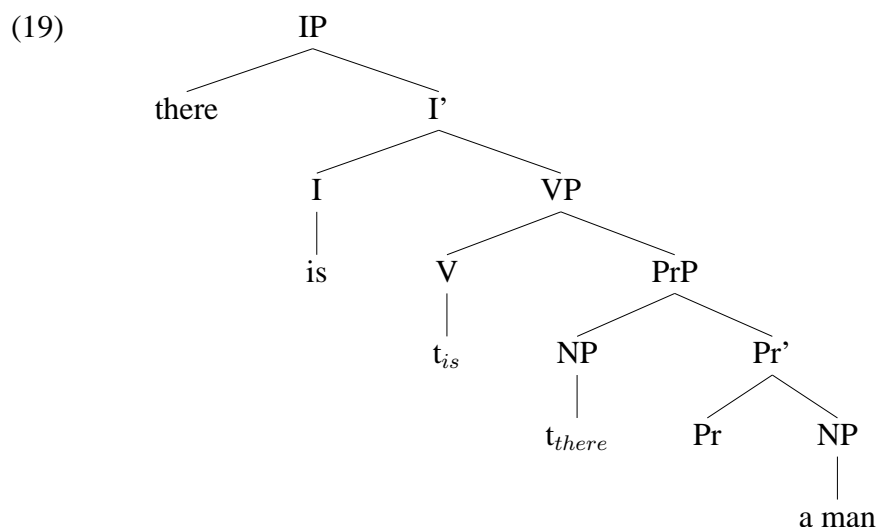 (19) IP
there I'
I VP
is V PrP
t_is NP Pr'
t_there Pr NP
a man